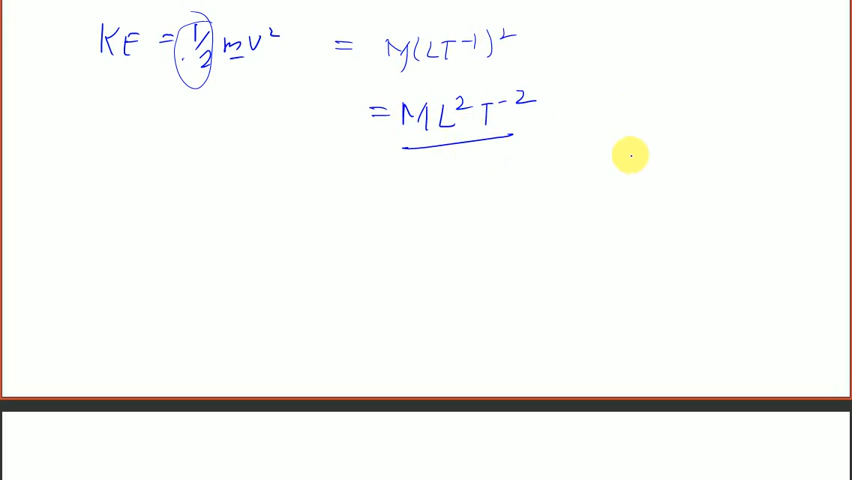 KE = 1/2 mv² = M(LT⁻¹)²
= ML²T⁻²